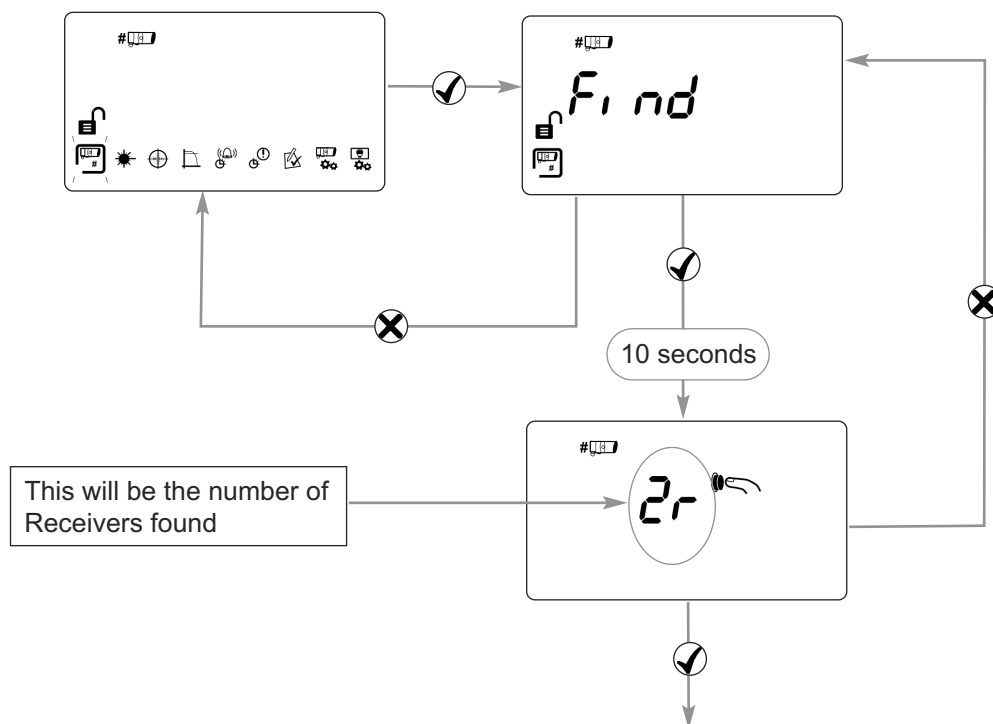 #
#
Find
#
#
10 seconds
#
2r
This will be the number of
Receivers found